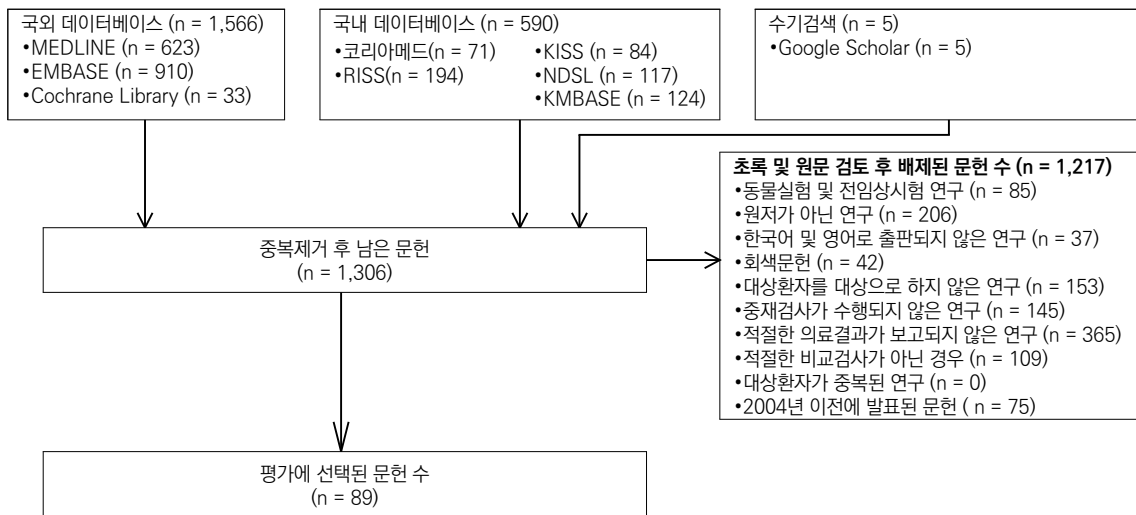 국외 데이터베이스 (n = 1,566)
•MEDLINE (n = 623)
•EMBASE (n = 910)
•Cochrane Library (n = 33)
국내 데이터베이스 (n = 590)
•코리아메드(n = 71)
•RISS(n = 194)
•KISS (n = 84)
•NDSL (n = 117)
•KMBASE (n = 124)
수기검색 (n = 5)
•Google Scholar (n = 5)
중복제거 후 남은 문헌
(n = 1,306)
초록 및 원문 검토 후 배제된 문헌 수 (n = 1,217)
•동물실험 및 전임상시험 연구 (n = 85)
•원저가 아닌 연구 (n = 206)
•한국어 및 영어로 출판되지 않은 연구 (n = 37)
•회색문헌 (n = 42)
•대상환자를 대상으로 하지 않은 연구 (n = 153)
•중재검사가 수행되지 않은 연구 (n = 145)
•적절한 의료결과가 보고되지 않은 연구 (n = 365)
•적절한 비교검사가 아닌 경우 (n = 109)
•대상환자가 중복된 연구 (n = 0)
•2004년 이전에 발표된 문헌 ( n = 75)
평가에 선택된 문헌 수
(n = 89)